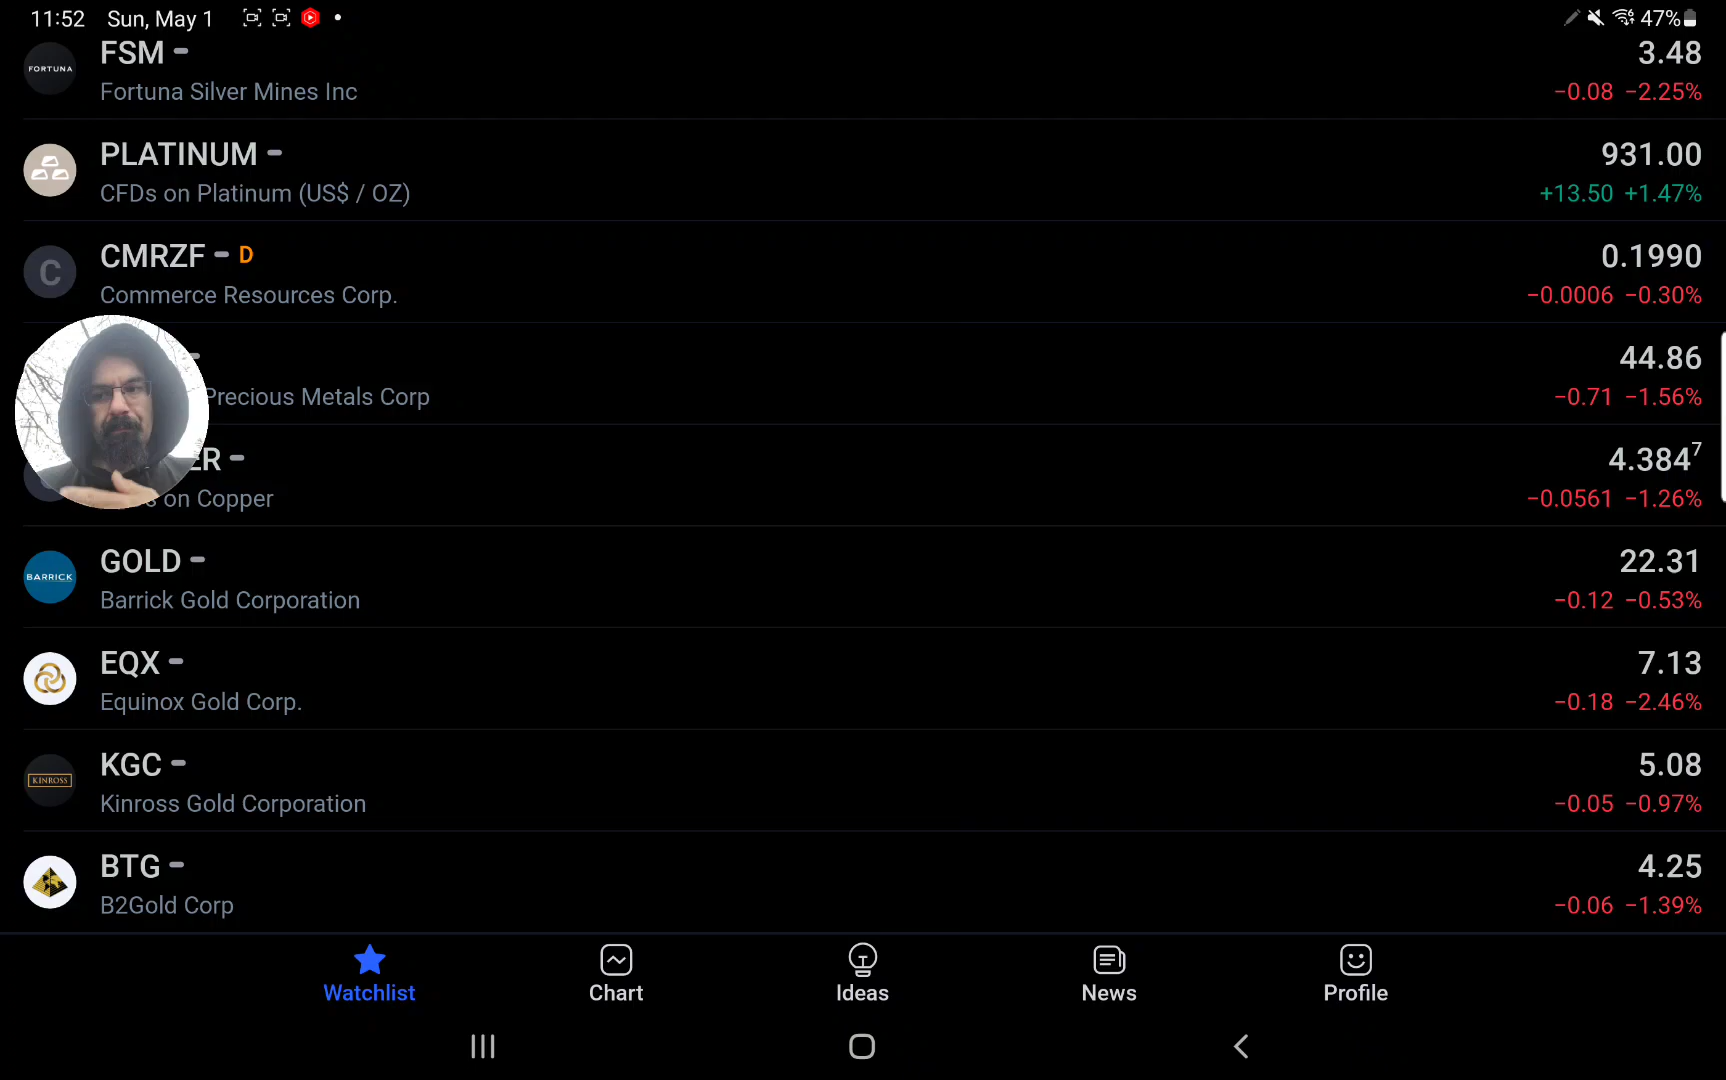 11:52 Sun, May 1 47%
FSM 3.48
FORTUNA
Fortuna Silver Mines Inc −0.08 −2.25%
PLATINUM 931.00
CFDs on Platinum (US$ / OZ) +13.50 +1.47%
CMRZF D 0.1990
C
Commerce Resources Corp. −0.0006 −0.30%
44.86
Precious Metals Corp −0.71 −1.56%
ER 4.384⁷
on Copper −0.0561 −1.26%
GOLD 22.31
BARRICK
Barrick Gold Corporation −0.12 −0.53%
EQX 7.13
Equinox Gold Corp. −0.18 −2.46%
KGC 5.08
KINROSS
Kinross Gold Corporation −0.05 −0.97%
BTG 4.25
B2Gold Corp −0.06 −1.39%
Watchlist Chart Ideas News Profile